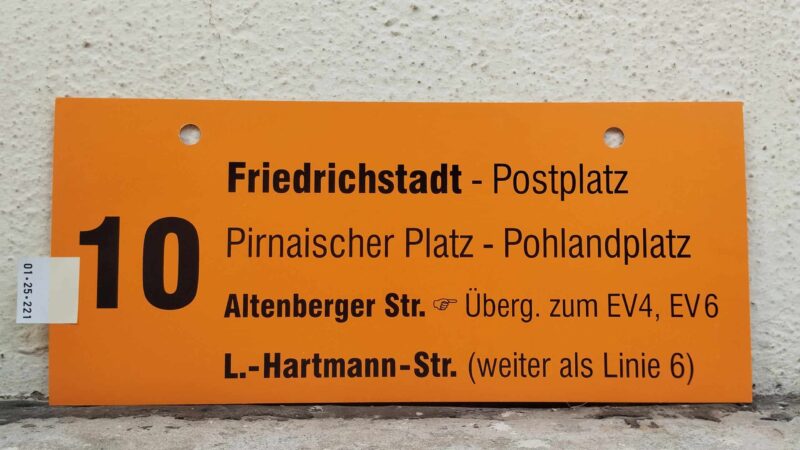 Friedrichstadt - Postplatz
10
Pirnaischer Platz - Pohlandplatz
Altenberger Str. ☞ Überg. zum EV4, EV6
L.-Hartmann-Str. (weiter als Linie 6)
01-25-221